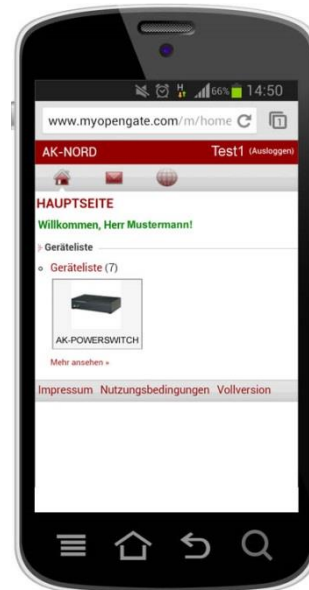 H 66% 14:50
www.myopengate.com/m/home 1
AK-NORD Test1 (Ausloggen)
HAUPTSEITE
Willkommen, Herr Mustermann!
Geräteliste
Geräteliste (7)
AK-POWERSWITCH
Mehr ansehen »
Impressum Nutzungsbedingungen Vollversion